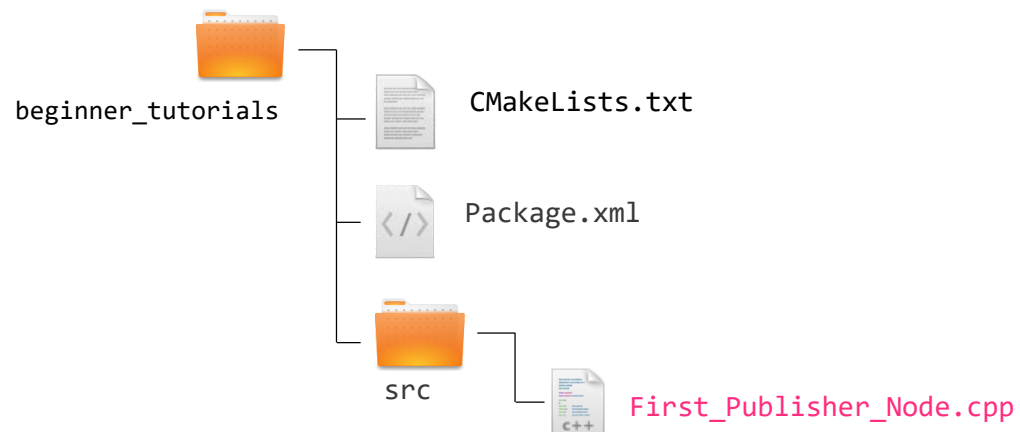 beginner_tutorials
CMakeLists.txt
</>
Package.xml
src
C++
First_Publisher_Node.cpp